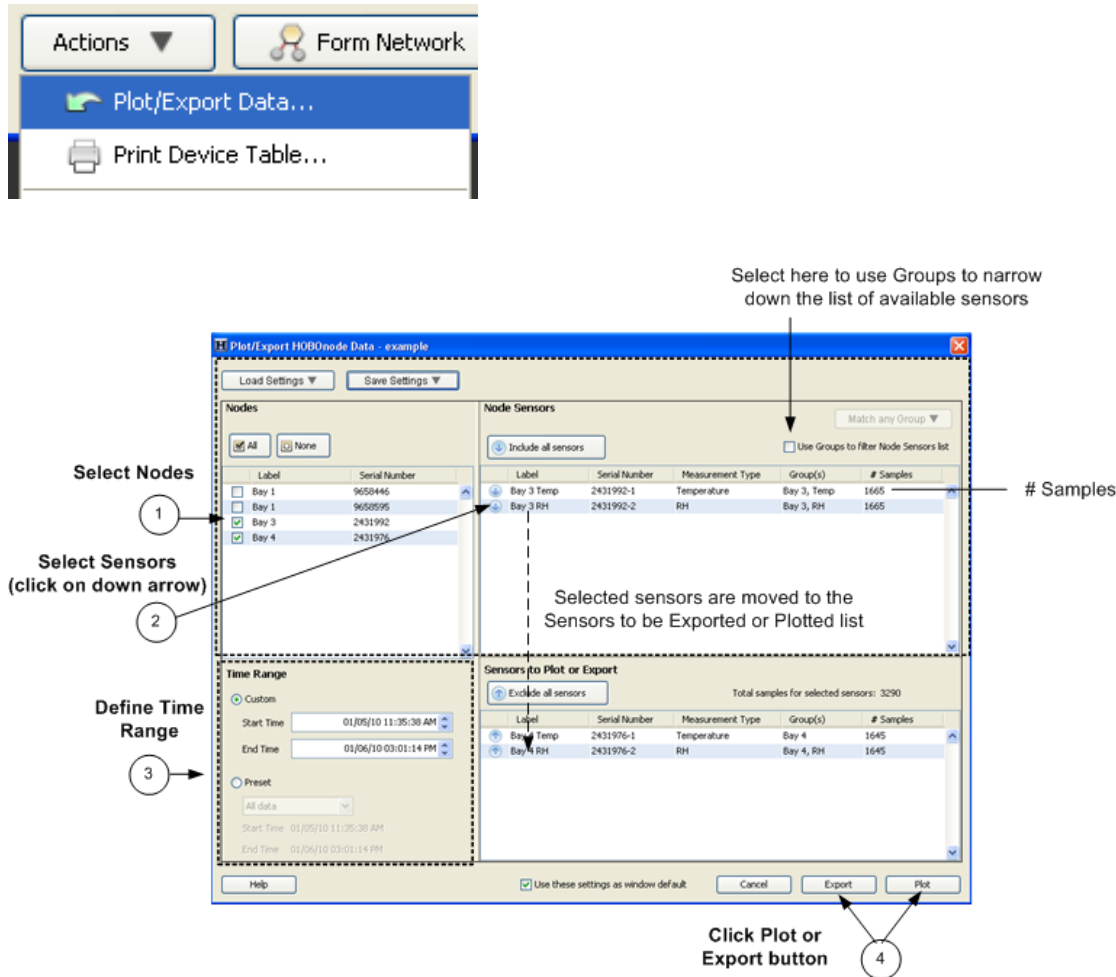 Actions ▼ Form Network
Plot/Export Data...
Print Device Table...
Select here to use Groups to narrow
down the list of available sensors
Plot/Export HOBOnode Data - example
Load Settings ▼ Save Settings ▼
Nodes
All None
Label Serial Number
Bay 1 9658446
Bay 1 9658595
Bay 3 2431992
Bay 4 2431976
Node Sensors
Match any Group ▼
Include all sensors
Use Groups to filter Node Sensors list
Label Serial Number Measurement Type Group(s) # Samples
Bay 3 Temp 2431992-1 Temperature Bay 3, Temp 1665
Bay 3 RH 2431992-2 RH Bay 3, RH 1665
# Samples
Select Nodes
1
Select Sensors
(click on down arrow)
2
Selected sensors are moved to the
Sensors to be Exported or Plotted list
Define Time
Range
3
Time Range
Custom
Start Time 01/05/10 11:35:38 AM
End Time 01/06/10 03:01:14 PM
Preset
All data
Start Time 01/05/10 11:35:38 AM
End Time 01/06/10 03:01:14 PM
Sensors to Plot or Export
Exclude all sensors
Total samples for selected sensors: 3290
Label Serial Number Measurement Type Group(s) # Samples
Bay 4 Temp 2431976-1 Temperature Bay 4 1645
Bay 4 RH 2431976-2 RH Bay 4, RH 1645
Help
Use these settings as window default
Cancel Export Plot
Click Plot or
Export button
4